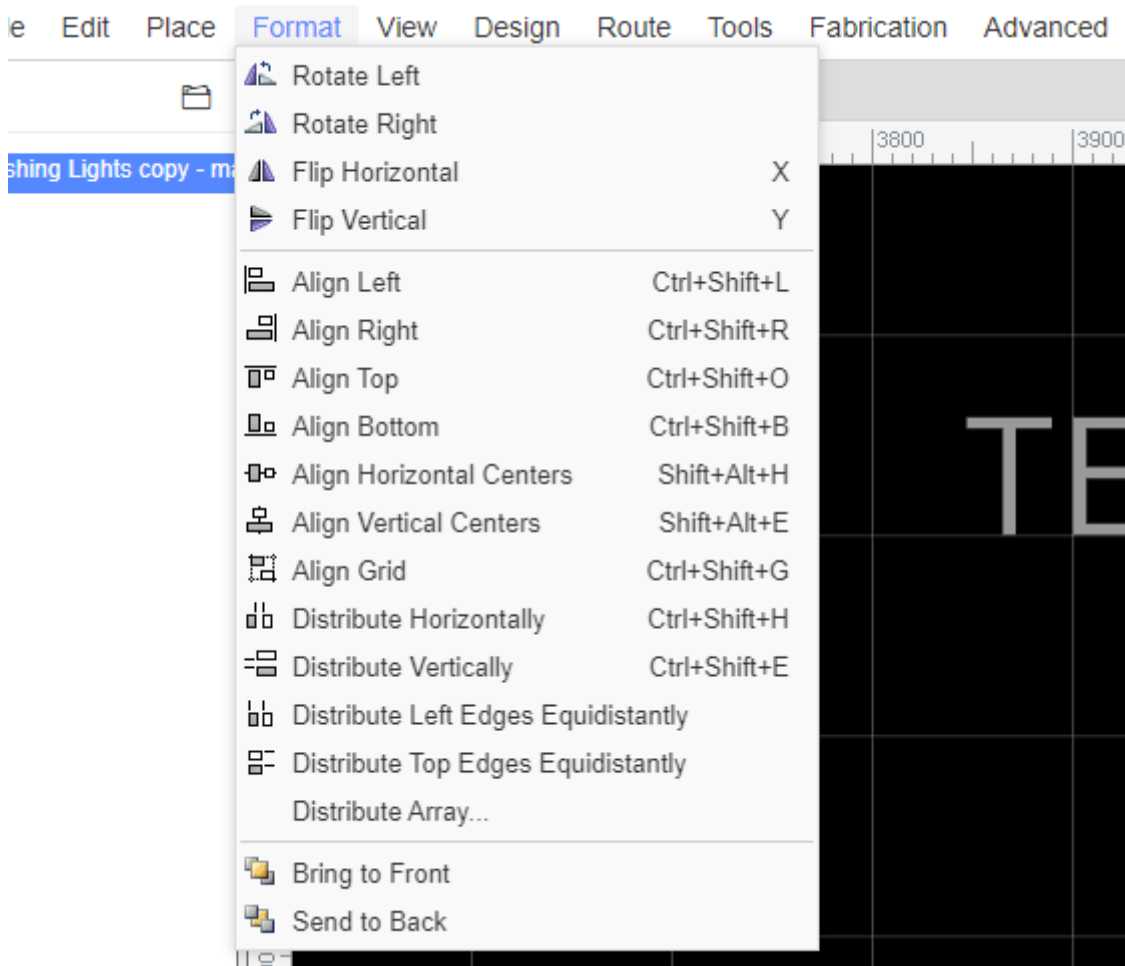 le Edit Place Format View Design Route Tools Fabrication Advanced
Rotate Left
Rotate Right
3800 3900
shing Lights copy - ma
Flip Horizontal X
Flip Vertical Y
Align Left Ctrl+Shift+L
Align Right Ctrl+Shift+R
Align Top Ctrl+Shift+O
Align Bottom Ctrl+Shift+B
TE
Align Horizontal Centers Shift+Alt+H
Align Vertical Centers Shift+Alt+E
Align Grid Ctrl+Shift+G
Distribute Horizontally Ctrl+Shift+H
Distribute Vertically Ctrl+Shift+E
Distribute Left Edges Equidistantly
Distribute Top Edges Equidistantly
Distribute Array...
Bring to Front
Send to Back